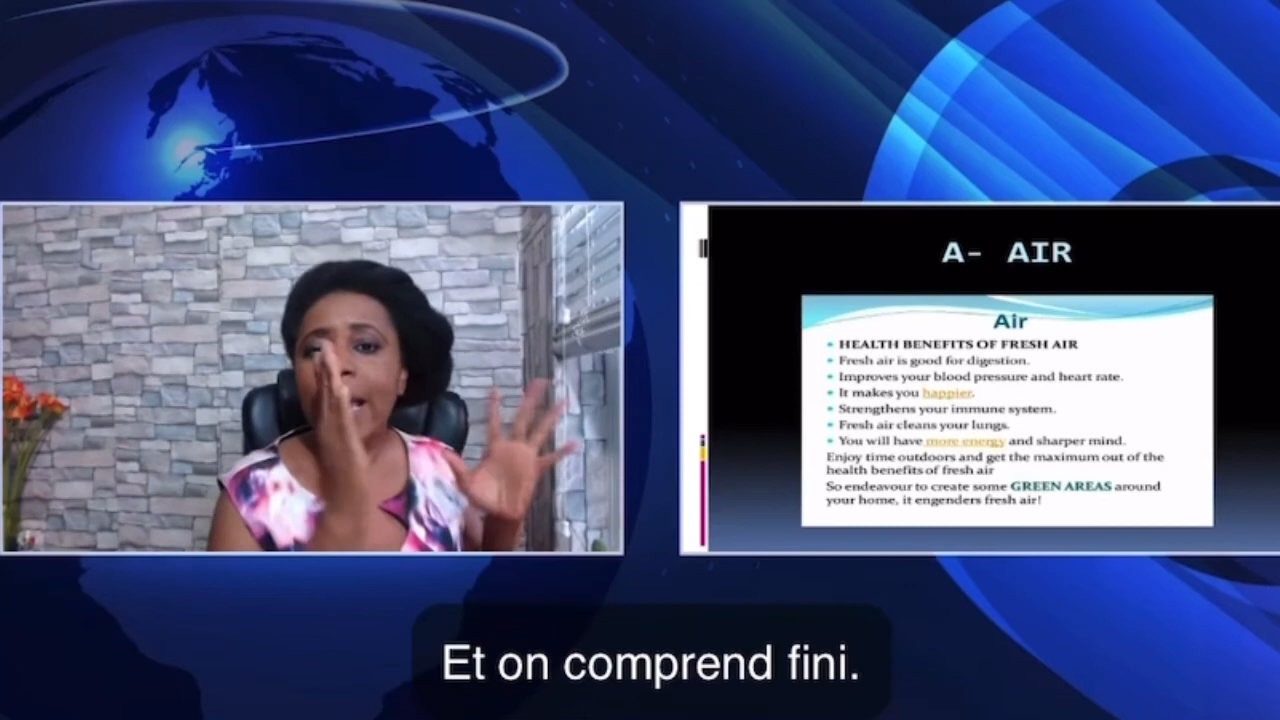 A- AIR
Air
HEALTH BENEFITS OF FRESH AIR
Fresh air is good for digestion.
Improves your blood pressure and heart rate.
It makes you happier.
Strengthens your immune system.
Fresh air cleans your lungs.
You will have more energy and sharper mind.
Enjoy time outdoors and get the maximum out of the
health benefits of fresh air
So endeavour to create some GREEN AREAS around
your home, it engenders fresh air!
Et on comprend fini.